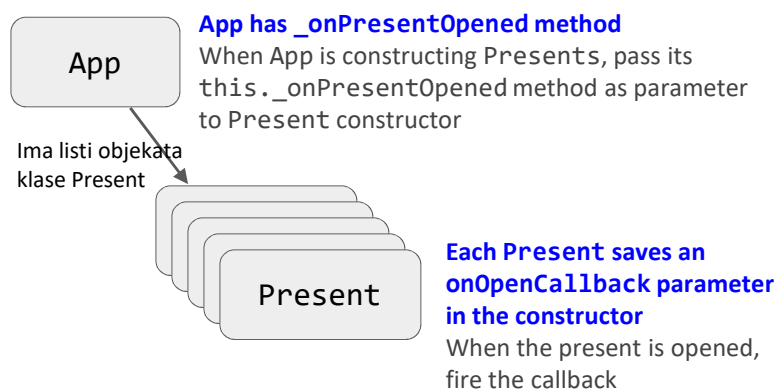 App
App has _onPresentOpened method
When App is constructing Presents, pass its
this._onPresentOpened method as parameter
to Present constructor
Ima listi objekata
klase Present
Present
Each Present saves an
onOpenCallback parameter
in the constructor
When the present is opened,
fire the callback